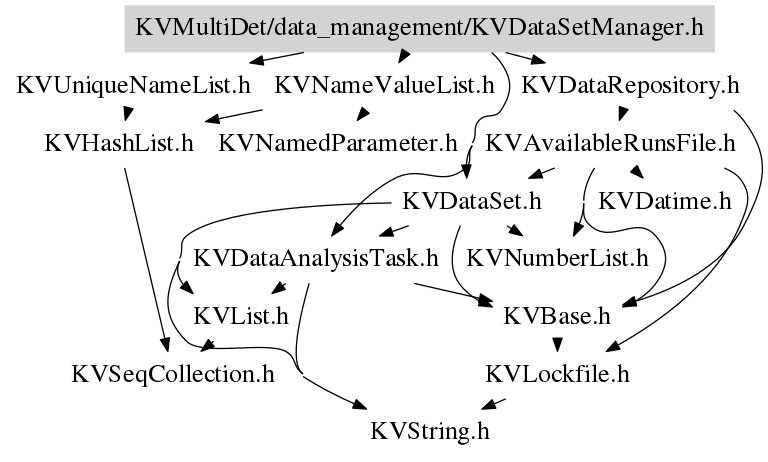 KVMultiDet/data_management/KVDataSetManager.h
KVUniqueNameList.h
KVNameValueList.h
KVDataRepository.h
KVHashList.h
KVNamedParameter.h
KVAvailableRunsFile.h
KVDataSet.h
KVDatime.h
KVDataAnalysisTask.h
KVNumberList.h
KVList.h
KVBase.h
KVSeqCollection.h
KVLockfile.h
KVString.h